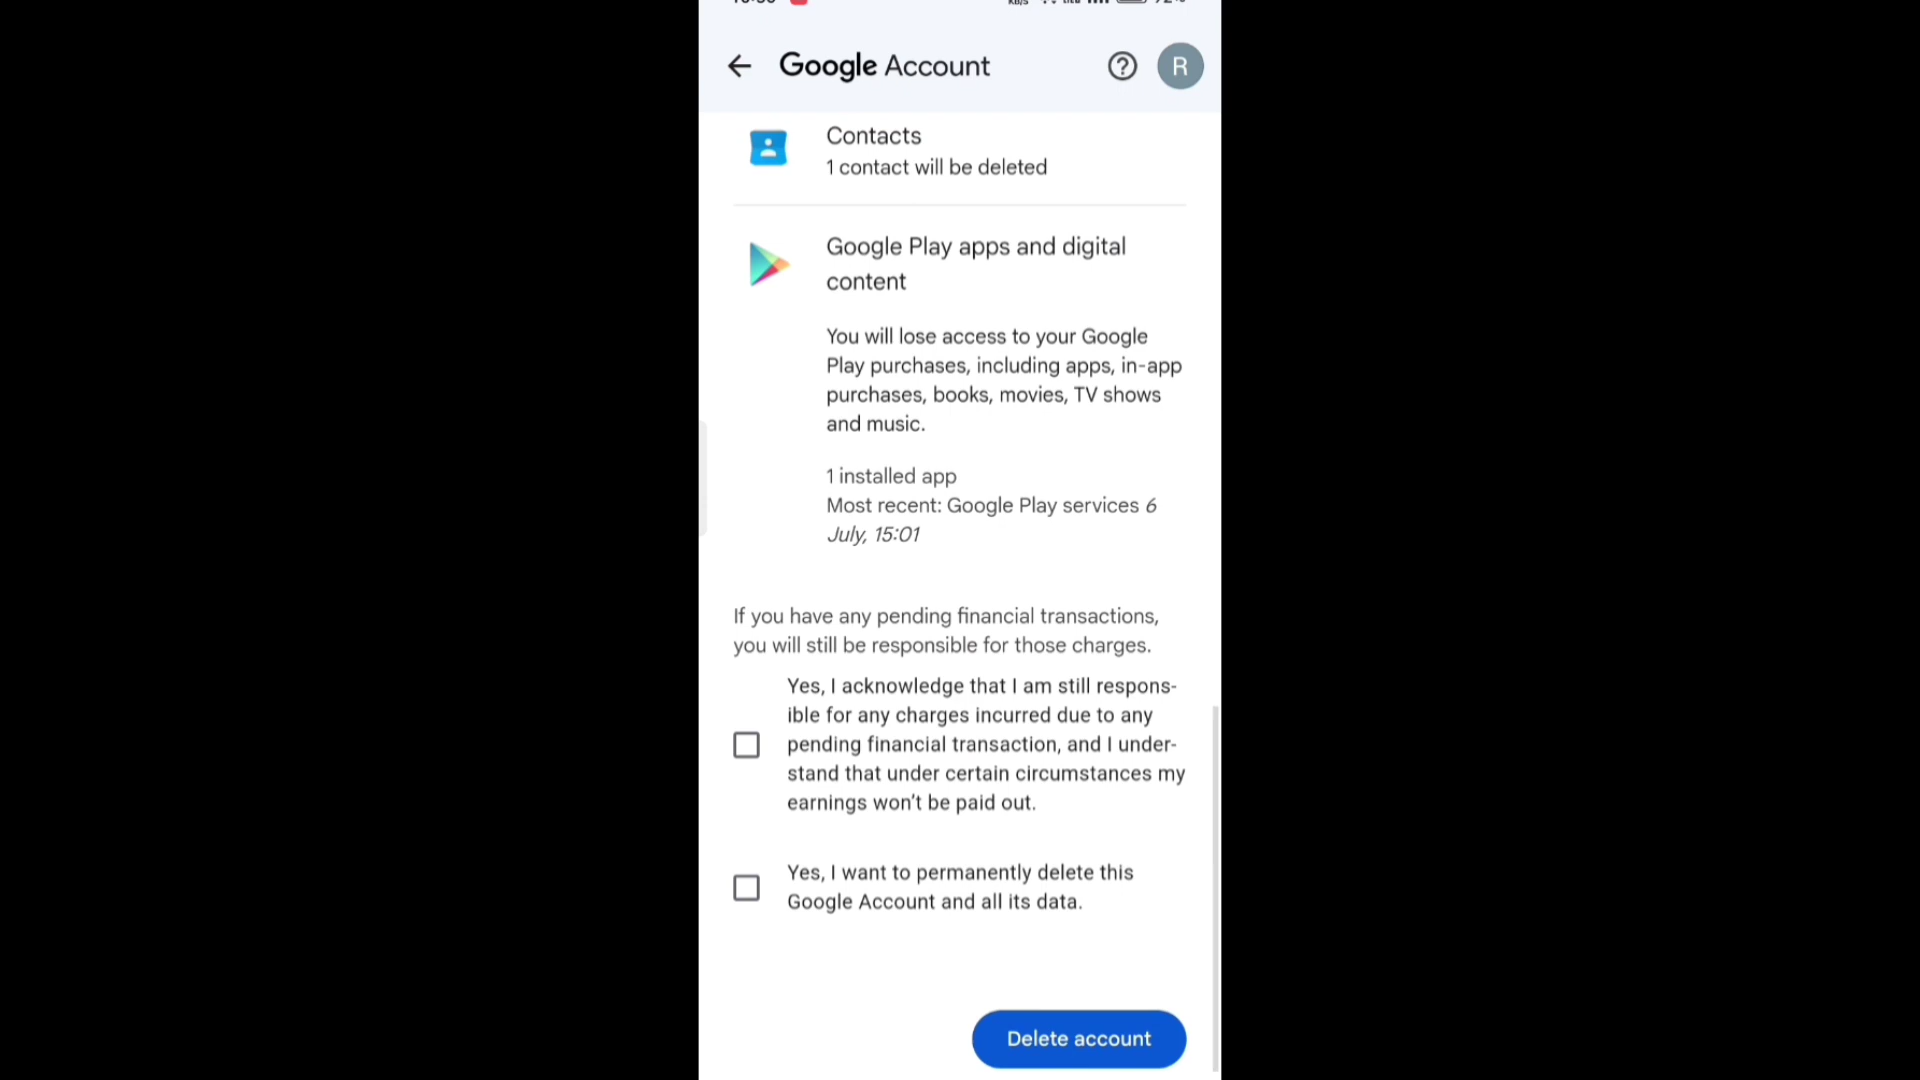 Google Account
R
Contacts
1 contact will be deleted
Google Play apps and digital
content
You will lose access to your Google
Play purchases, including apps, in-app
purchases, books, movies, TV shows
and music.
1 installed app
Most recent: Google Play services 6
July, 15:01
If you have any pending financial transactions,
you will still be responsible for those charges.
Yes, I acknowledge that I am still respons-
ible for any charges incurred due to any
pending financial transaction, and I under-
stand that under certain circumstances my
earnings won't be paid out.
Yes, I want to permanently delete this
Google Account and all its data.
Delete account